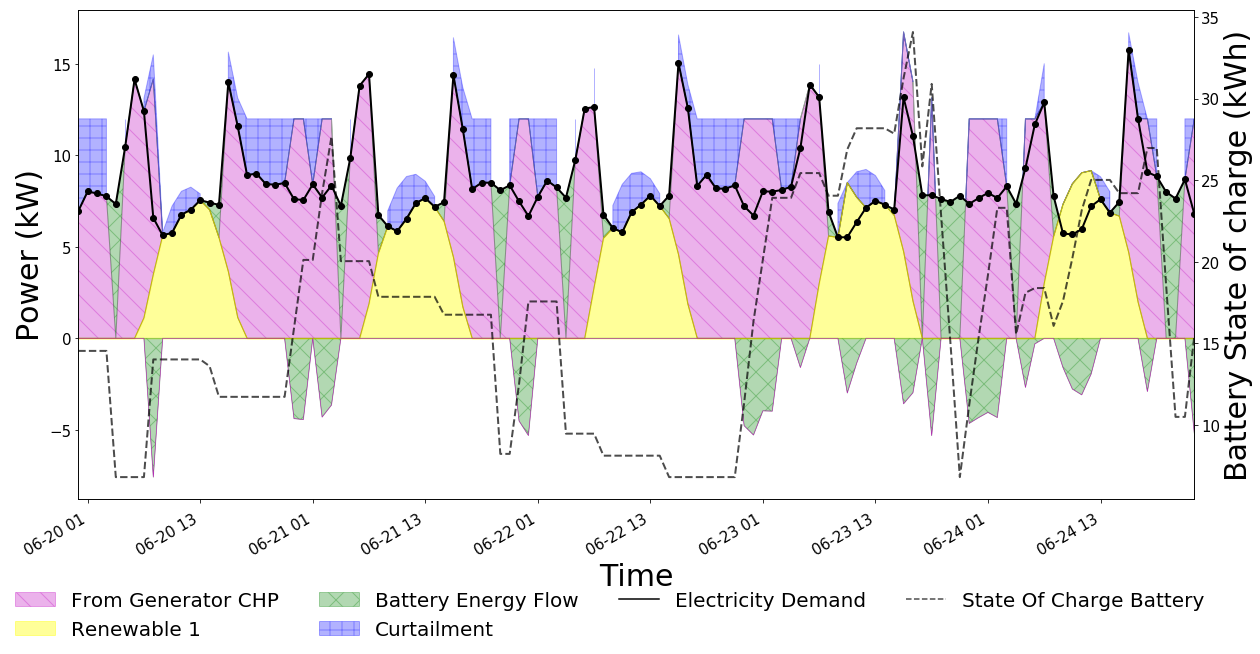 Power (kW)
15
10
5
0
−5
35
30
25
20
15
10
Battery State of charge (kWh)
06-20 01
06-20 13
06-21 01
06-21 13
06-22 01
06-22 13
06-23 01
06-23 13
06-24 01
06-24 13
Time
From Generator CHP
Battery Energy Flow
Electricity Demand
State Of Charge Battery
Renewable 1
Curtailment